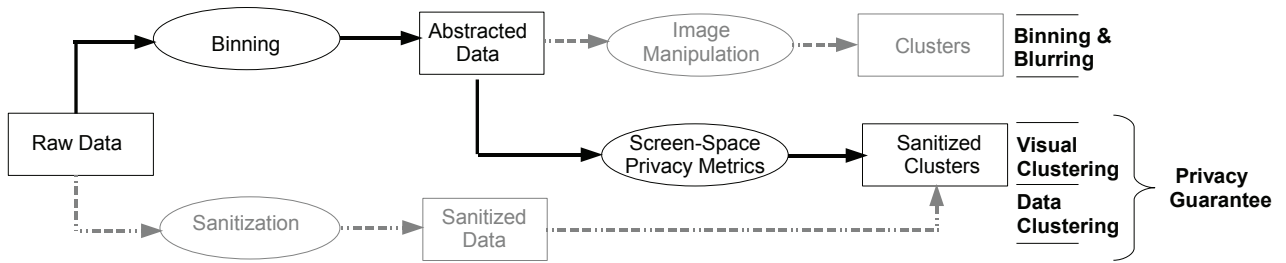 Binning
Abstracted
Data
Image
Manipulation
Clusters
Binning &
Blurring
Raw Data
Screen-Space
Privacy Metrics
Sanitized
Clusters
Visual
Clustering
Privacy
Guarantee
Sanitization
Sanitized
Data
Data
Clustering